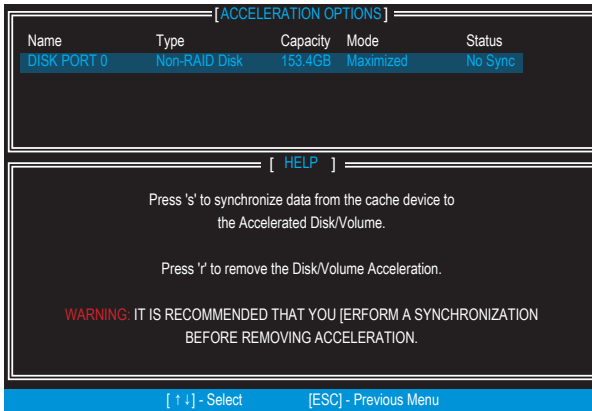 [ACCELERATION OPTIONS]
Name Type Capacity Mode Status
DISK PORT 0 Non-RAID Disk 153.4GB Maximized No Sync
[ HELP ]
Press 's' to synchronize data from the cache device to
the Accelerated Disk/Volume.
Press 'r' to remove the Disk/Volume Acceleration.
WARNING: IT IS RECOMMENDED THAT YOU [ERFORM A SYNCHRONIZATION
BEFORE REMOVING ACCELERATION.
[ ↑↓] - Select [ESC] - Previous Menu